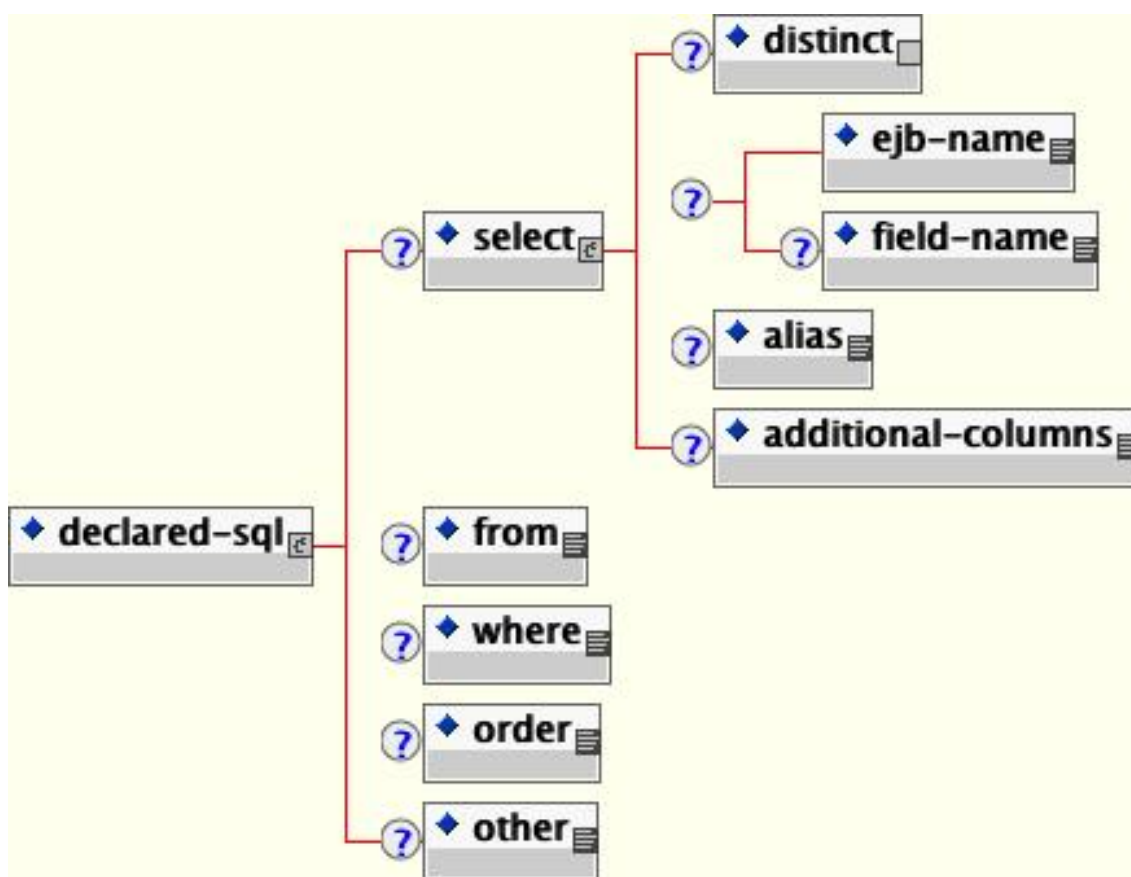 distinct
ejb-name
select
field-name
alias
additional-columns
declared-sql
from
where
order
other